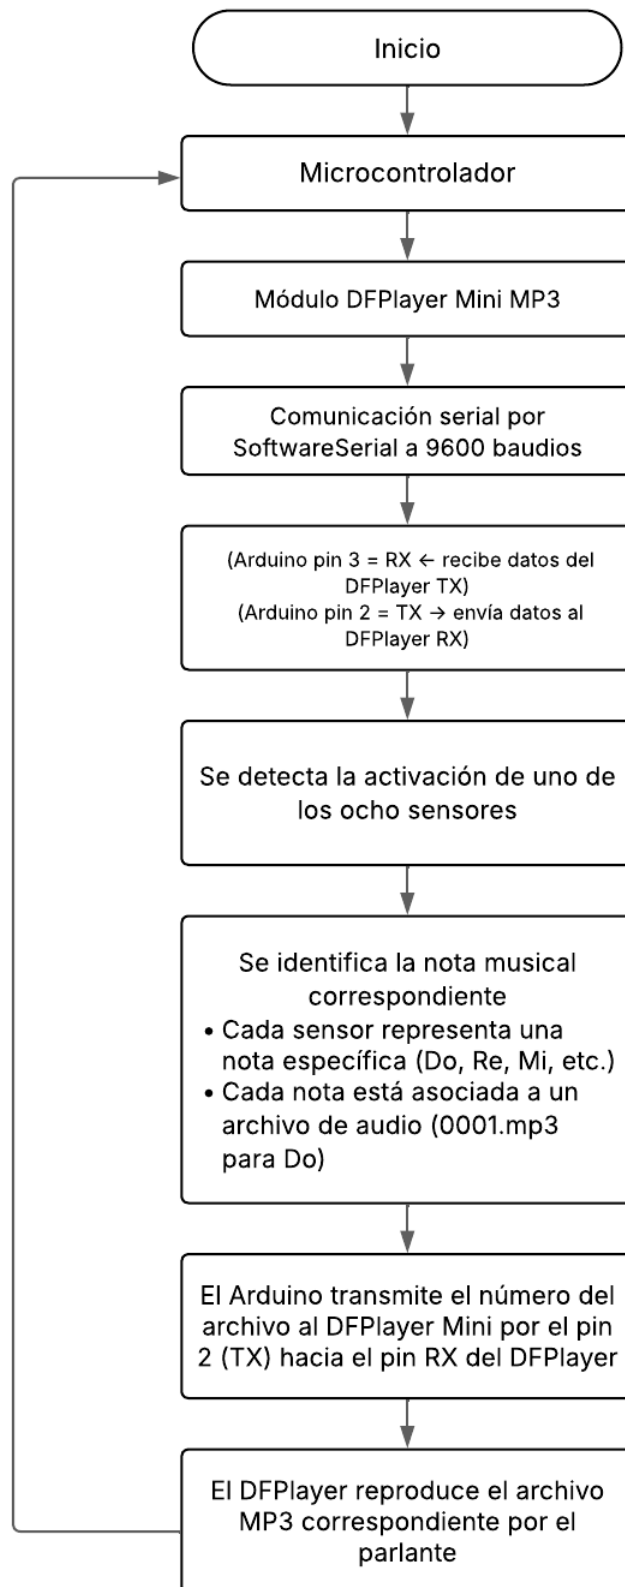 Inicio
Microcontrolador
Módulo DFPlayer Mini MP3
Comunicación serial por
SoftwareSerial a 9600 baudios
(Arduino pin 3 = RX ← recibe datos del
DFPlayer TX)
(Arduino pin 2 = TX → envía datos al
DFPlayer RX)
Se detecta la activación de uno de
los ocho sensores
Se identifica la nota musical
correspondiente
• Cada sensor representa una
nota específica (Do, Re, Mi, etc.)
• Cada nota está asociada a un
archivo de audio (0001.mp3
para Do)
El Arduino transmite el número del
archivo al DFPlayer Mini por el pin
2 (TX) hacia el pin RX del DFPlayer
El DFPlayer reproduce el archivo
MP3 correspondiente por el
parlante